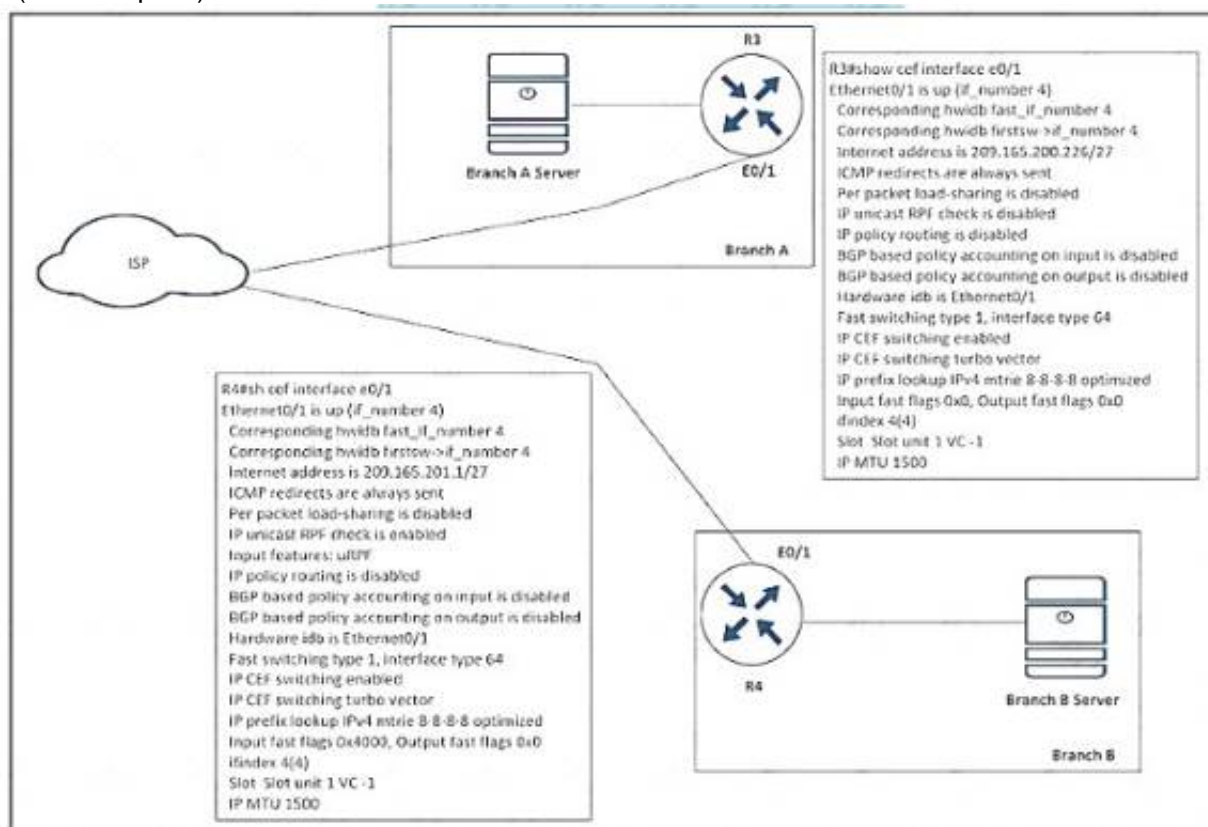 R3
Branch A Server
E0/1
Branch A
ISP
R3#show cef interface e0/1
Ethernet0/1 is up (if_number 4)
Corresponding hwidb fast_if_number 4
Corresponding hwidb firstsw->if_number 4
Internet address is 209.165.200.226/27
ICMP redirects are always sent
Per packet load-sharing is disabled
IP unicast RPF check is disabled
IP policy routing is disabled
BGP based policy accounting on input is disabled
BGP based policy accounting on output is disabled
Hardware idb is Ethernet0/1
Fast switching type 1, interface type 64
IP CEF switching enabled
IP CEF switching turbo vector
IP prefix lookup IPv4 mtrie 8-8-8-8 optimized
Input fast flags 0x0, Output fast flags 0x0
ifindex 4(4)
Slot Slot unit 1 VC -1
IP MTU 1500
R4#sh cef interface e0/1
Ethernet0/1 is up (if_number 4)
Corresponding hwidb fast_if_number 4
Corresponding hwidb firstsw->if_number 4
Internet address is 209.165.201.1/27
ICMP redirects are always sent
Per packet load-sharing is disabled
IP unicast RPF check is enabled
Input features: uRPF
IP policy routing is disabled
BGP based policy accounting on input is disabled
BGP based policy accounting on output is disabled
Hardware idb is Ethernet0/1
Fast switching type 1, interface type 64
IP CEF switching enabled
IP CEF switching turbo vector
IP prefix lookup IPv4 mtrie 8-8-8-8 optimized
Input fast flags 0x4000, Output fast flags 0x0
ifindex 4(4)
Slot Slot unit 1 VC -1
IP MTU 1500
E0/1
R4
Branch B Server
Branch B